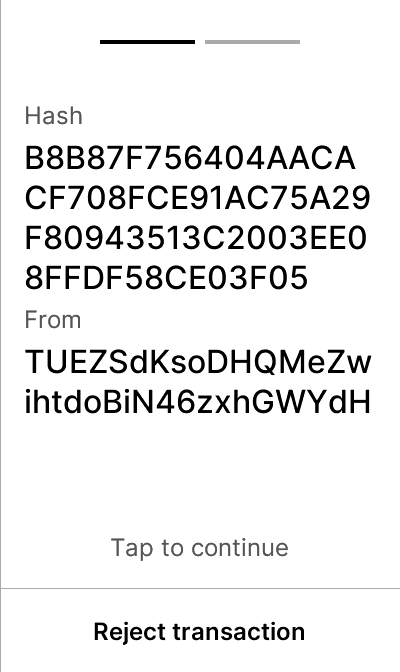 Hash
B8B87F756404AACA
CF708FCE91AC75A29
F80943513C2003EE0
8FFDF58CE03F05
From
TUEZSdKsoDHQMeZw
ihtdoBiN46zxhGWYdH
Tap to continue
Reject transaction